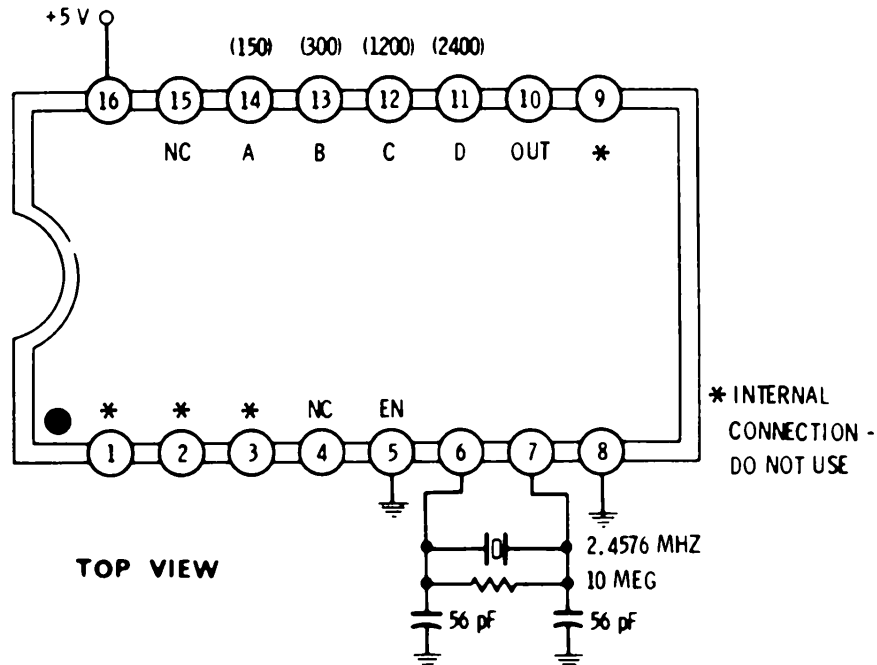 +5 V
(150) (300) (1200) (2400)
16 15 14 13 12 11 10 9
NC A B C D OUT *
* * * NC EN
1 2 3 4 5 6 7 8
* INTERNAL
CONNECTION -
DO NOT USE
TOP VIEW
2.4576 MHZ
10 MEG
56 pF 56 pF